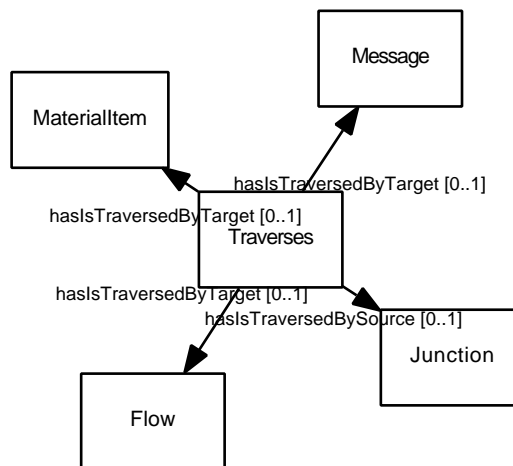 Message
MaterialItem
hasIsTraversedByTarget [0..1]
hasIsTraversedByTarget [0..1]
Traverses
hasIsTraversedByTarget [0..1]
hasIsTraversedBySource [0..1]
Junction
Flow